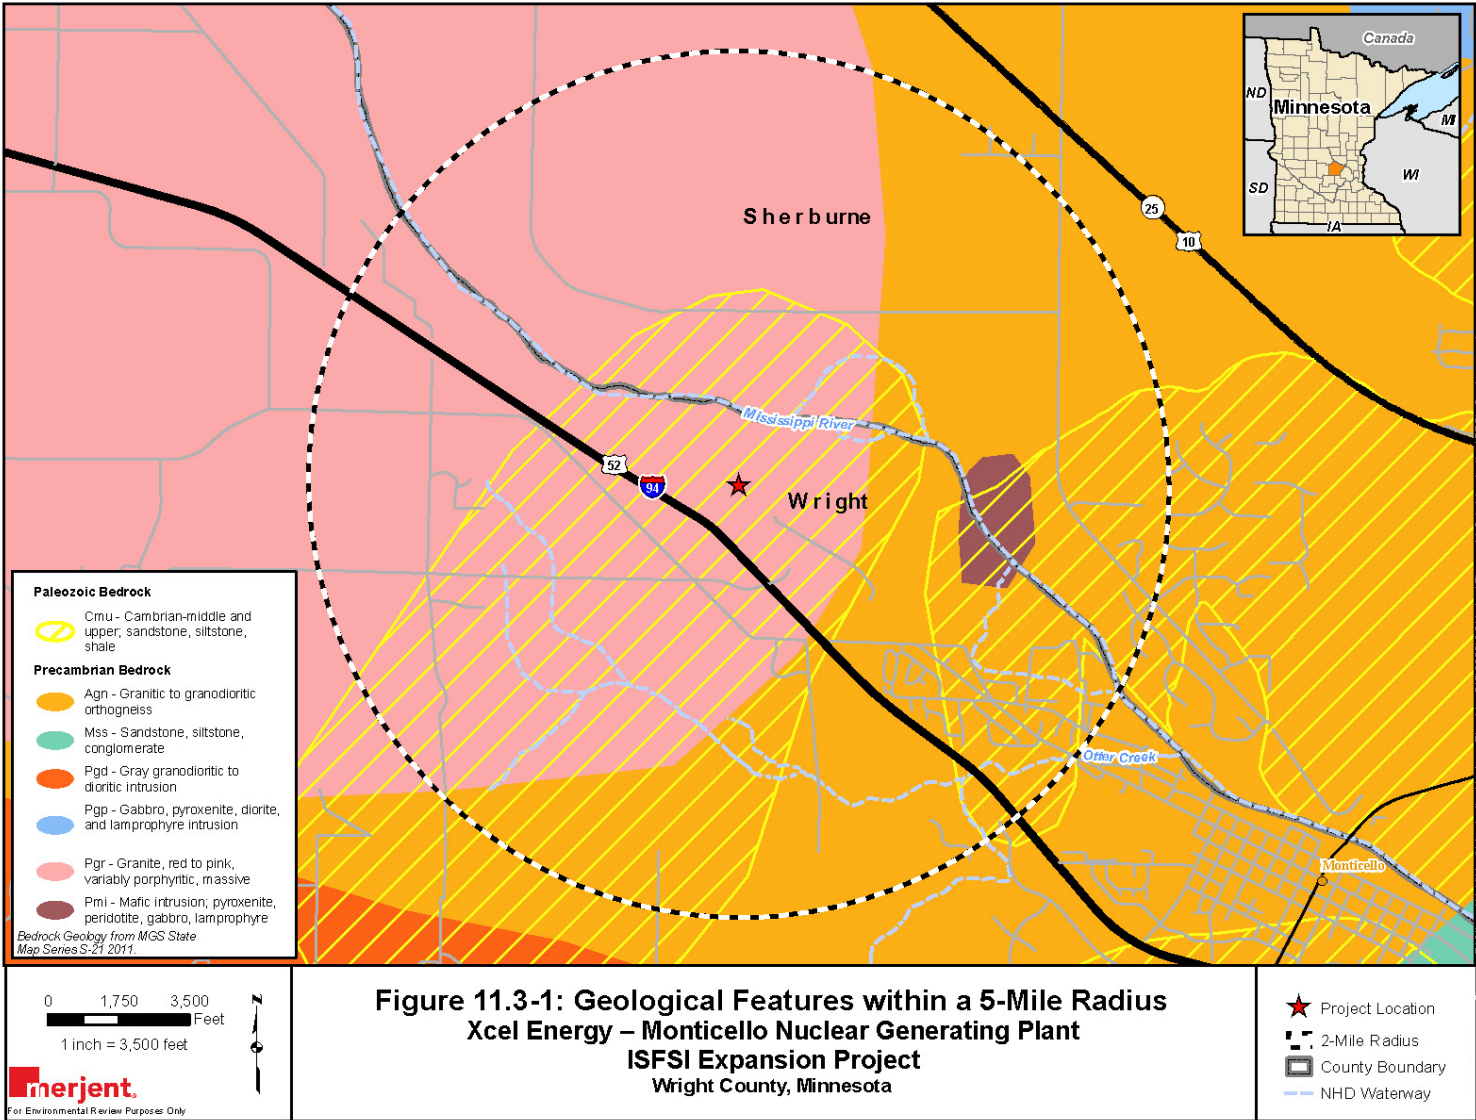 Canada
ND
Minnesota
MI
SD
WI
IA
Sherburne
25
10
Mississippi River
52
94
Wright
Otter Creek
Monticello
Paleozoic Bedrock
Cmu - Cambrian-middle and
upper; sandstone, siltstone,
shale
Precambrian Bedrock
Agn - Granitic to granodioritic
orthogneiss
Mss - Sandstone, siltstone,
conglomerate
Pgd - Gray granodioritic to
dioritic intrusion
Pgp - Gabbro, pyroxenite, diorite,
and lamprophyre intrusion
Pgr - Granite, red to pink,
variably porphyritic, massive
Pmi - Mafic intrusion; pyroxenite,
peridotite, gabbro, lamprophyre
Bedrock Geology from MGS State
Map Series S-21 2011.
0 1,750 3,500
Feet
1 inch = 3,500 feet
N
merjent.
For Environmental Review Purposes Only
Figure 11.3-1: Geological Features within a 5-Mile Radius
Xcel Energy – Monticello Nuclear Generating Plant
ISFSI Expansion Project
Wright County, Minnesota
Project Location
2-Mile Radius
County Boundary
NHD Waterway